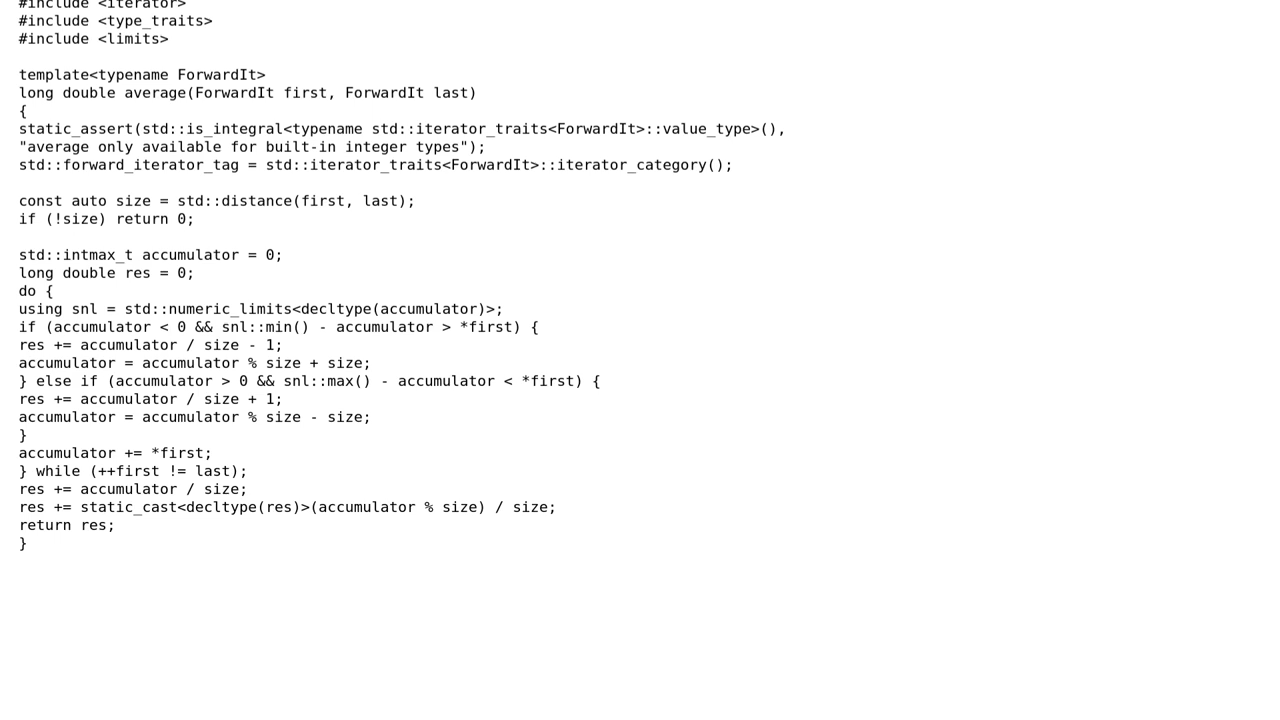 #include <iterator>
#include <type_traits>
#include <limits>
template<typename ForwardIt>
long double average(ForwardIt first, ForwardIt last)
{
static_assert(std::is_integral<typename std::iterator_traits<ForwardIt>::value_type>(),
"average only available for built-in integer types");
std::forward_iterator_tag = std::iterator_traits<ForwardIt>::iterator_category();
const auto size = std::distance(first, last);
if (!size) return 0;
std::intmax_t accumulator = 0;
long double res = 0;
do {
using snl = std::numeric_limits<decltype(accumulator)>;
if (accumulator < 0 && snl::min() - accumulator > *first) {
res += accumulator / size - 1;
accumulator = accumulator % size + size;
} else if (accumulator > 0 && snl::max() - accumulator < *first) {
res += accumulator / size + 1;
accumulator = accumulator % size - size;
}
accumulator += *first;
} while (++first != last);
res += accumulator / size;
res += static_cast<decltype(res)>(accumulator % size) / size;
return res;
}